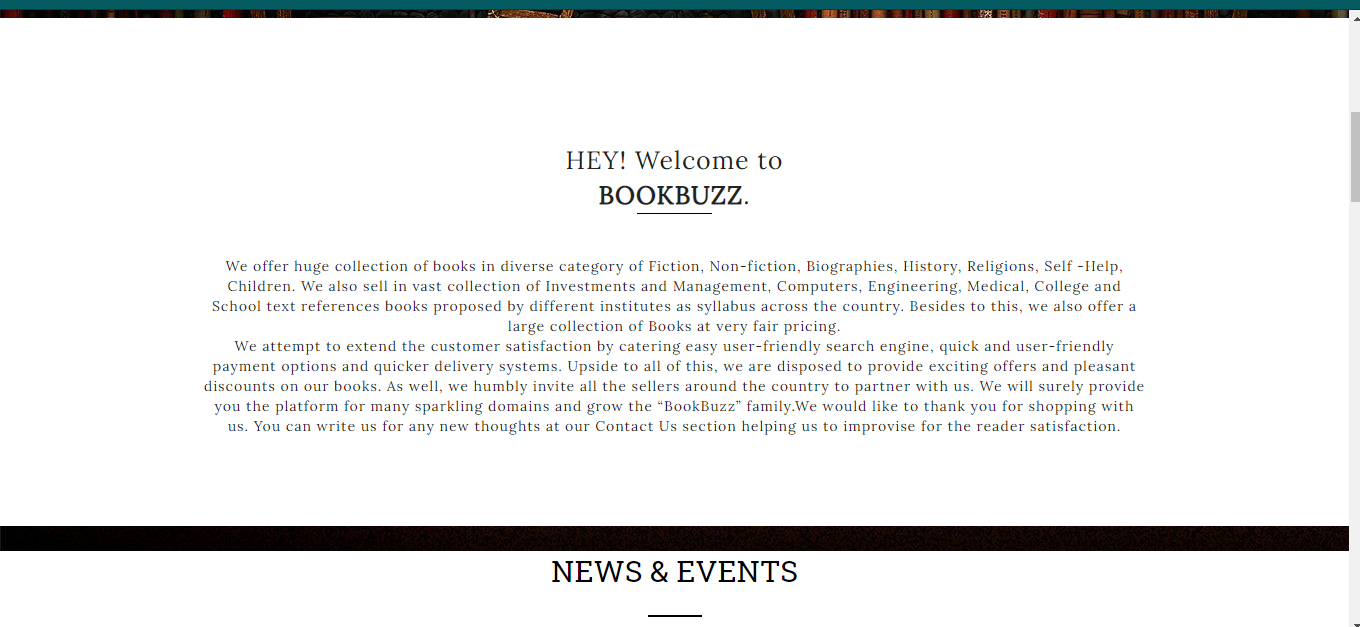 HEY! Welcome to
BOOKBUZZ.
We offer huge collection of books in diverse category of Fiction, Non-fiction, Biographies, History, Religions, Self -Help,
Children. We also sell in vast collection of Investments and Management, Computers, Engineering, Medical, College and
School text references books proposed by different institutes as syllabus across the country. Besides to this, we also offer a
large collection of Books at very fair pricing.
We attempt to extend the customer satisfaction by catering easy user-friendly search engine, quick and user-friendly
payment options and quicker delivery systems. Upside to all of this, we are disposed to provide exciting offers and pleasant
discounts on our books. As well, we humbly invite all the sellers around the country to partner with us. We will surely provide
you the platform for many sparkling domains and grow the “BookBuzz” family.We would like to thank you for shopping with
us. You can write us for any new thoughts at our Contact Us section helping us to improvise for the reader satisfaction.
NEWS & EVENTS